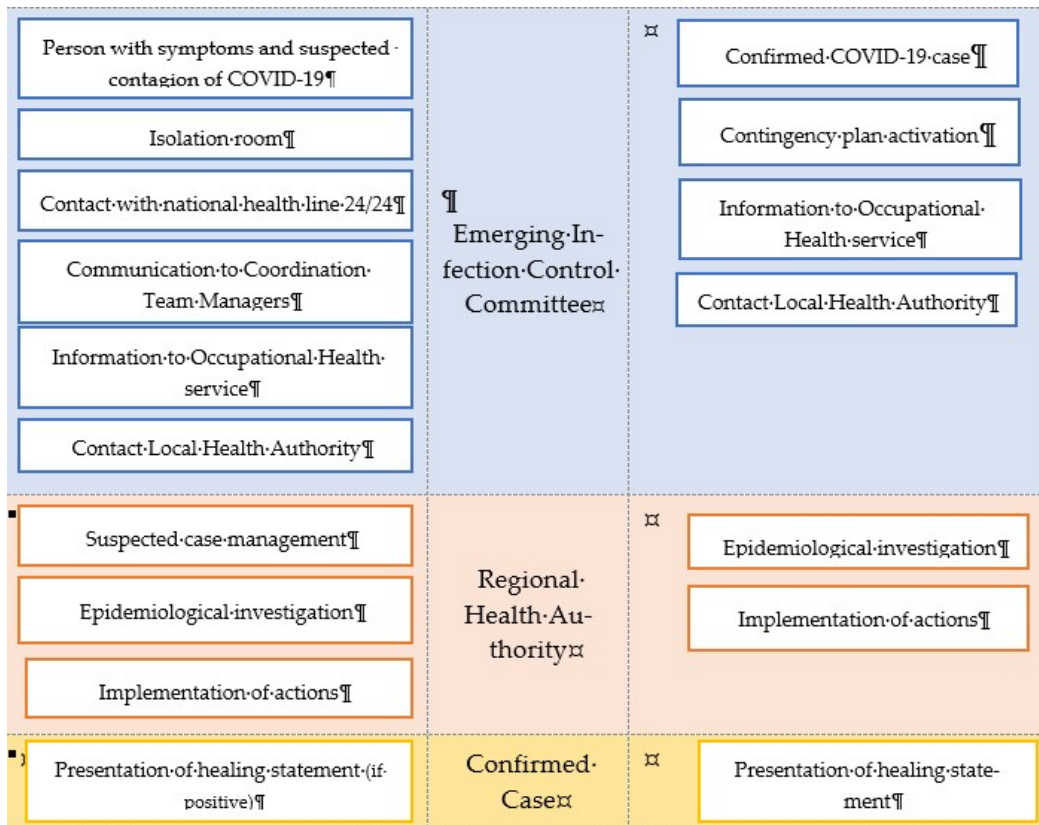 Person with symptoms and suspected·
contagion of COVID-19¶
Isolation·room¶
Contact·with·national·health·line·24/24¶
Communication·to·Coordination·
Team·Managers¶
Information·to·Occupational·Health·
service¶
Contact·Local·Health·Authority¶
¶
Emerging·In-
fection·Control·
Committee¤
¤
Confirmed·COVID-19·case¶
Contingency·plan·activation¶
Information·to·Occupational·
Health·service¶
Contact·Local·Health·Authority¶
Suspected·case·management¶
Epidemiological·investigation¶
Implementation·of·actions¶
Regional·
Health·Au-
thority¤
¤
Epidemiological·investigation¶
Implementation·of·actions¶
Presentation·of·healing·statement·(if·
positive)¶
Confirmed·
Case¤
¤
Presentation·of·healing·state-
ment¶